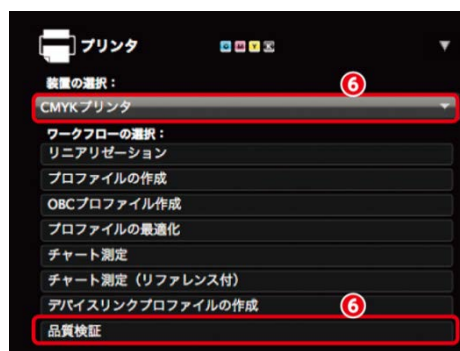 プリンタ C M Y K
装置の選択：
6
CMYKプリンタ
ワークフローの選択：
リニアリゼーション
プロファイルの作成
OBCプロファイル作成
プロファイルの最適化
チャート測定
チャート測定（リファレンス付）
デバイスリンクプロファイルの作成
6
品質検証